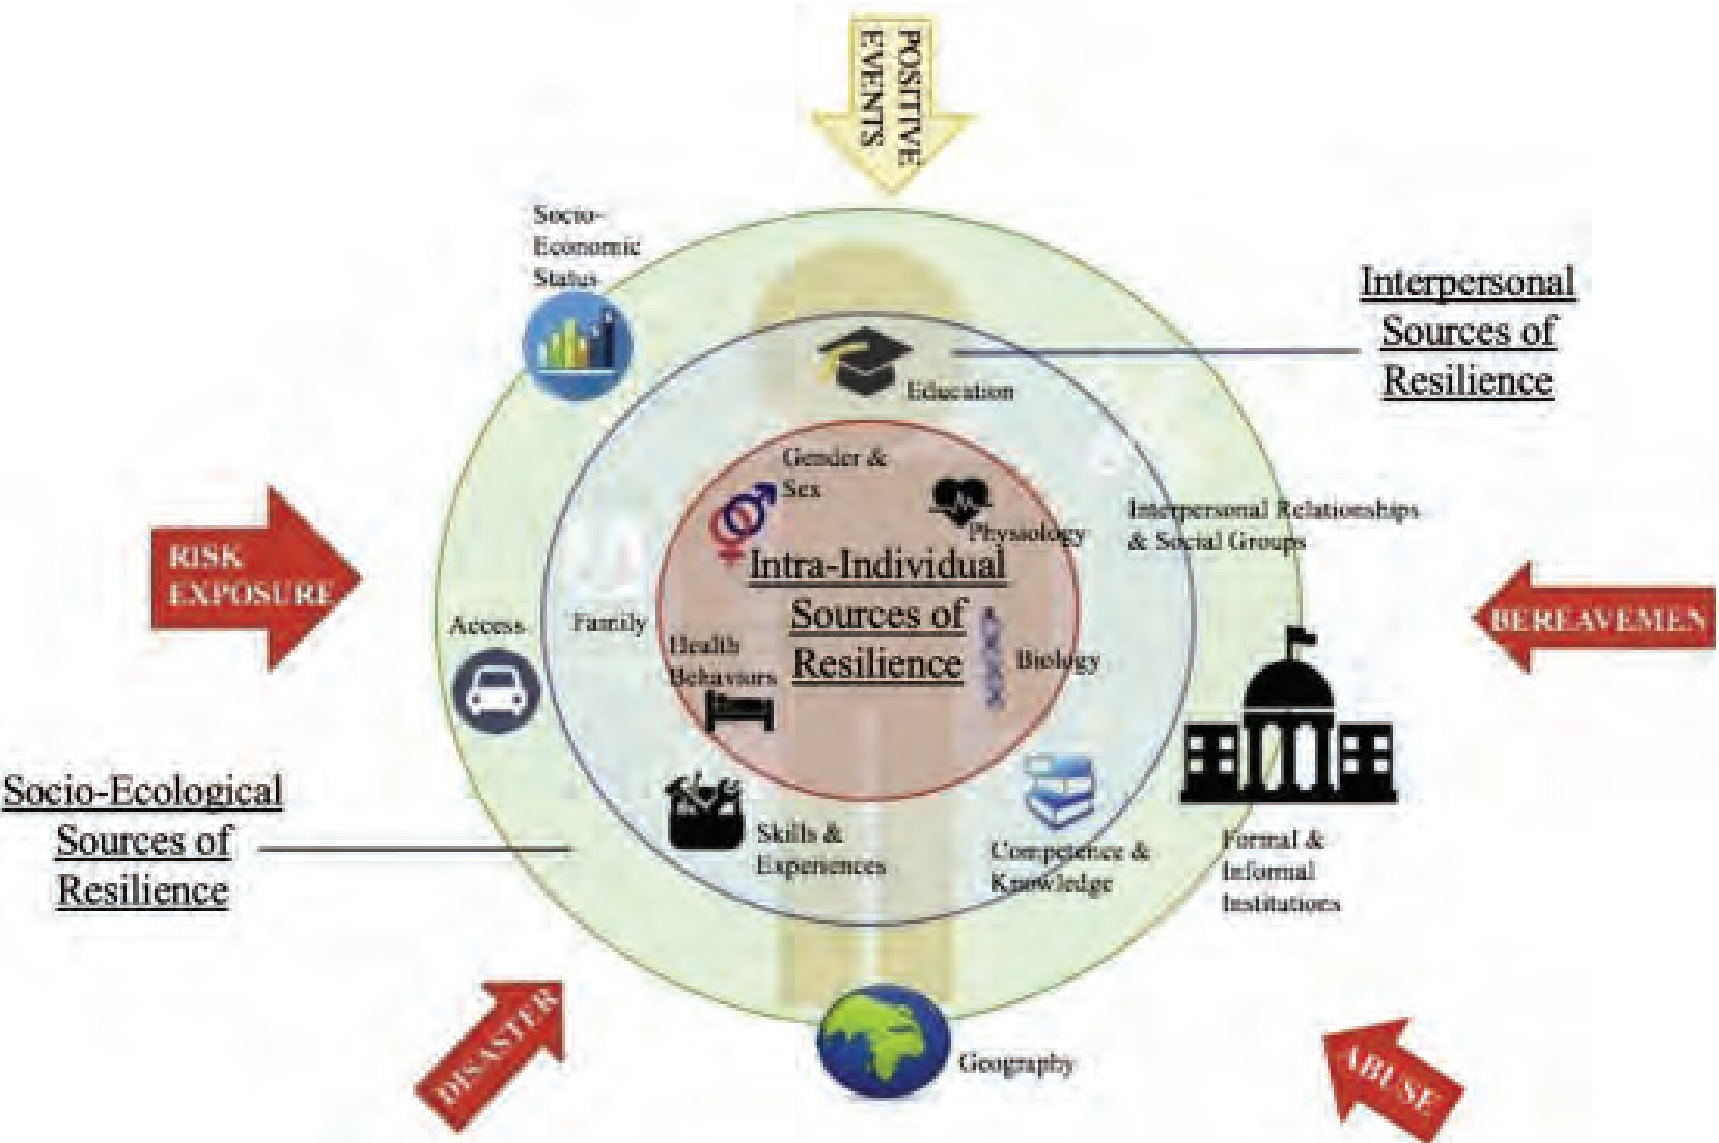 POSITIVE
EVENTS
Socio-
Economic
Status
Interpersonal
Sources of
Resilience
Education
Gender &
Sex
Physiology
Interpersonal Relationships
& Social Groups
RISK
EXPOSURE
Intra-Individual
Sources of
Resilience
BEREAVEMEN
Access
Family
Health
Behaviors
Biology
Socio-Ecological
Sources of
Resilience
Skills &
Experiences
Competence &
Knowledge
Formal &
Informal
Institutions
DISASTER
Geography
ABUSE